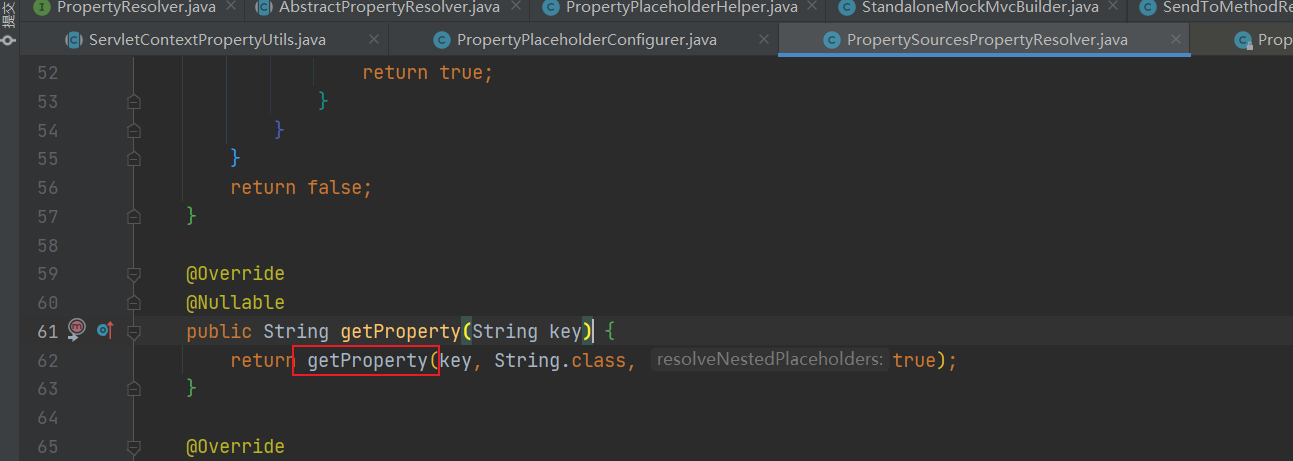 PropertyResolver.java AbstractPropertyResolver.java PropertyPlaceholderHelper.java StandaloneMockMvcBuilder.java SendToMethodRe
提交
ServletContextPropertyUtils.java PropertyPlaceholderConfigurer.java PropertySourcesPropertyResolver.java Prop
52 return true;
53 }
54 }
55 }
56 return false;
57 }
58
59 @Override
60 @Nullable
61 public String getProperty(String key) {
62 return getProperty(key, String.class, resolveNestedPlaceholders: true);
63 }
64
65 @Override